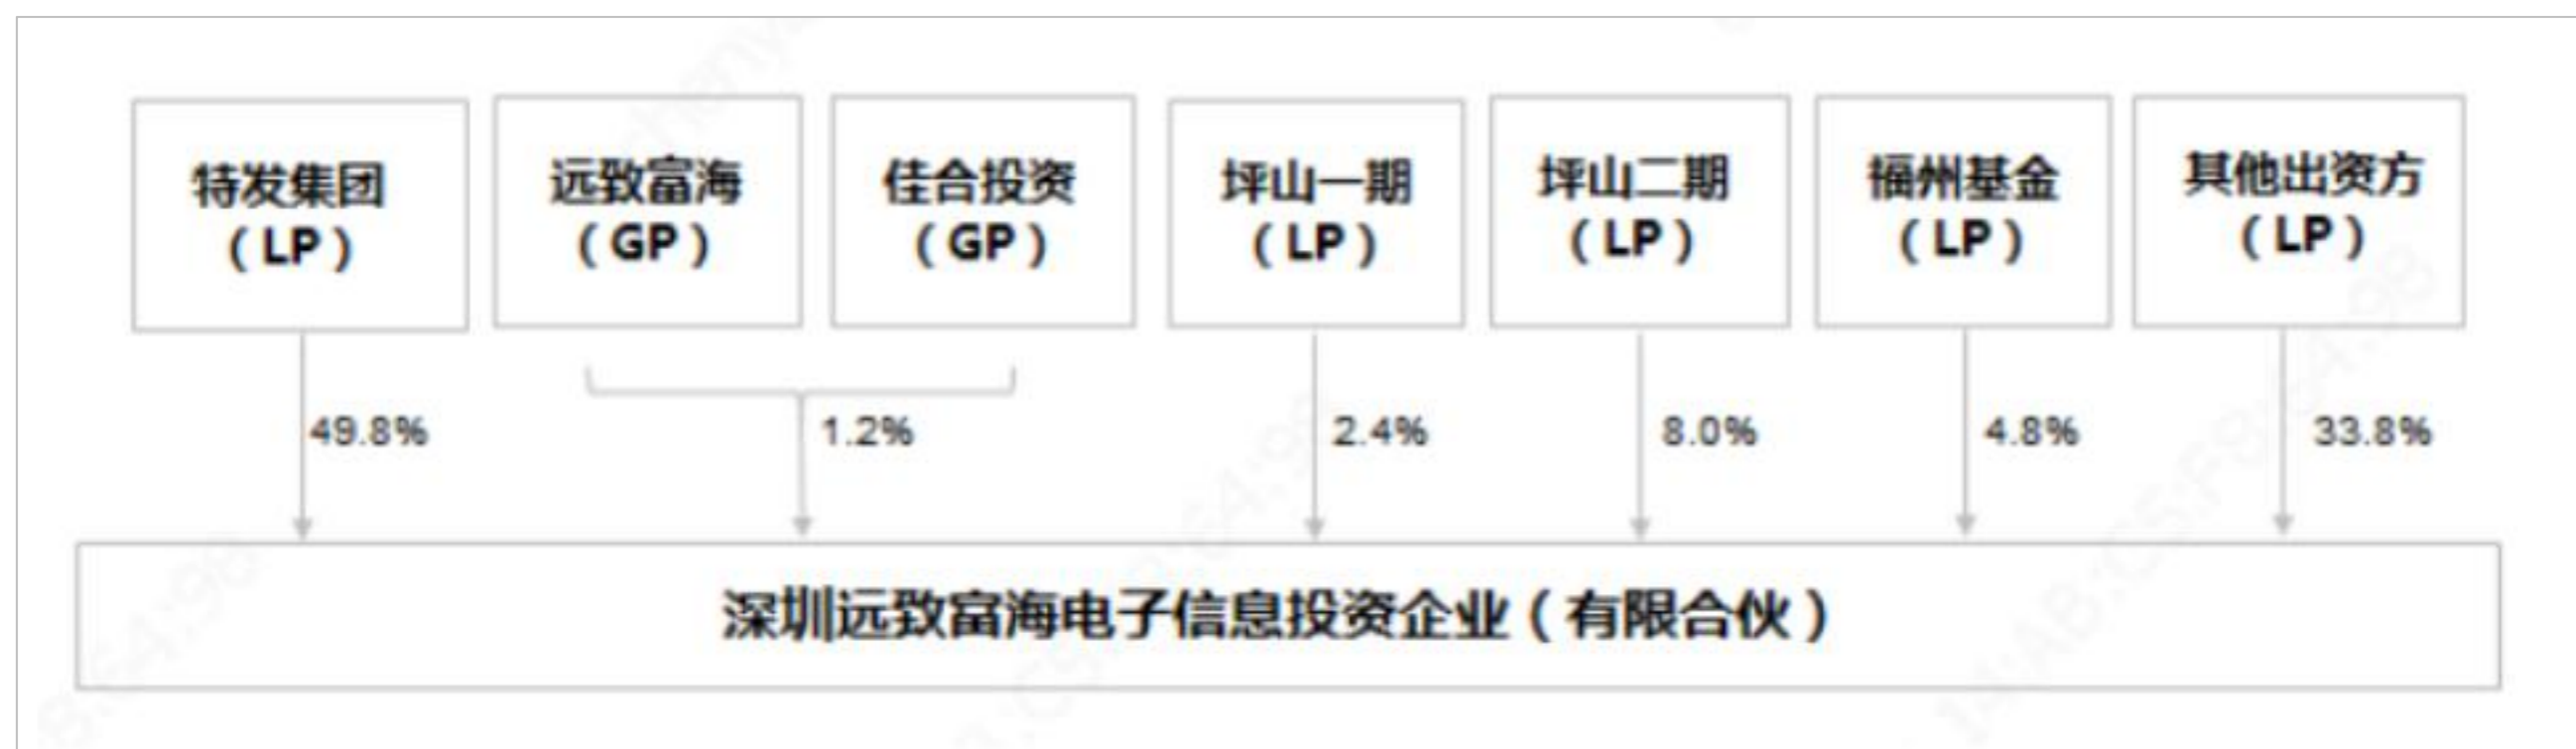 特发集团
（LP）
远致富海
（GP）
佳合投资
（GP）
坪山一期
（LP）
坪山二期
（LP）
福州基金
（LP）
其他出资方
（LP）
49.8%
1.2%
2.4%
8.0%
4.8%
33.8%
深圳远致富海电子信息投资企业（有限合伙）